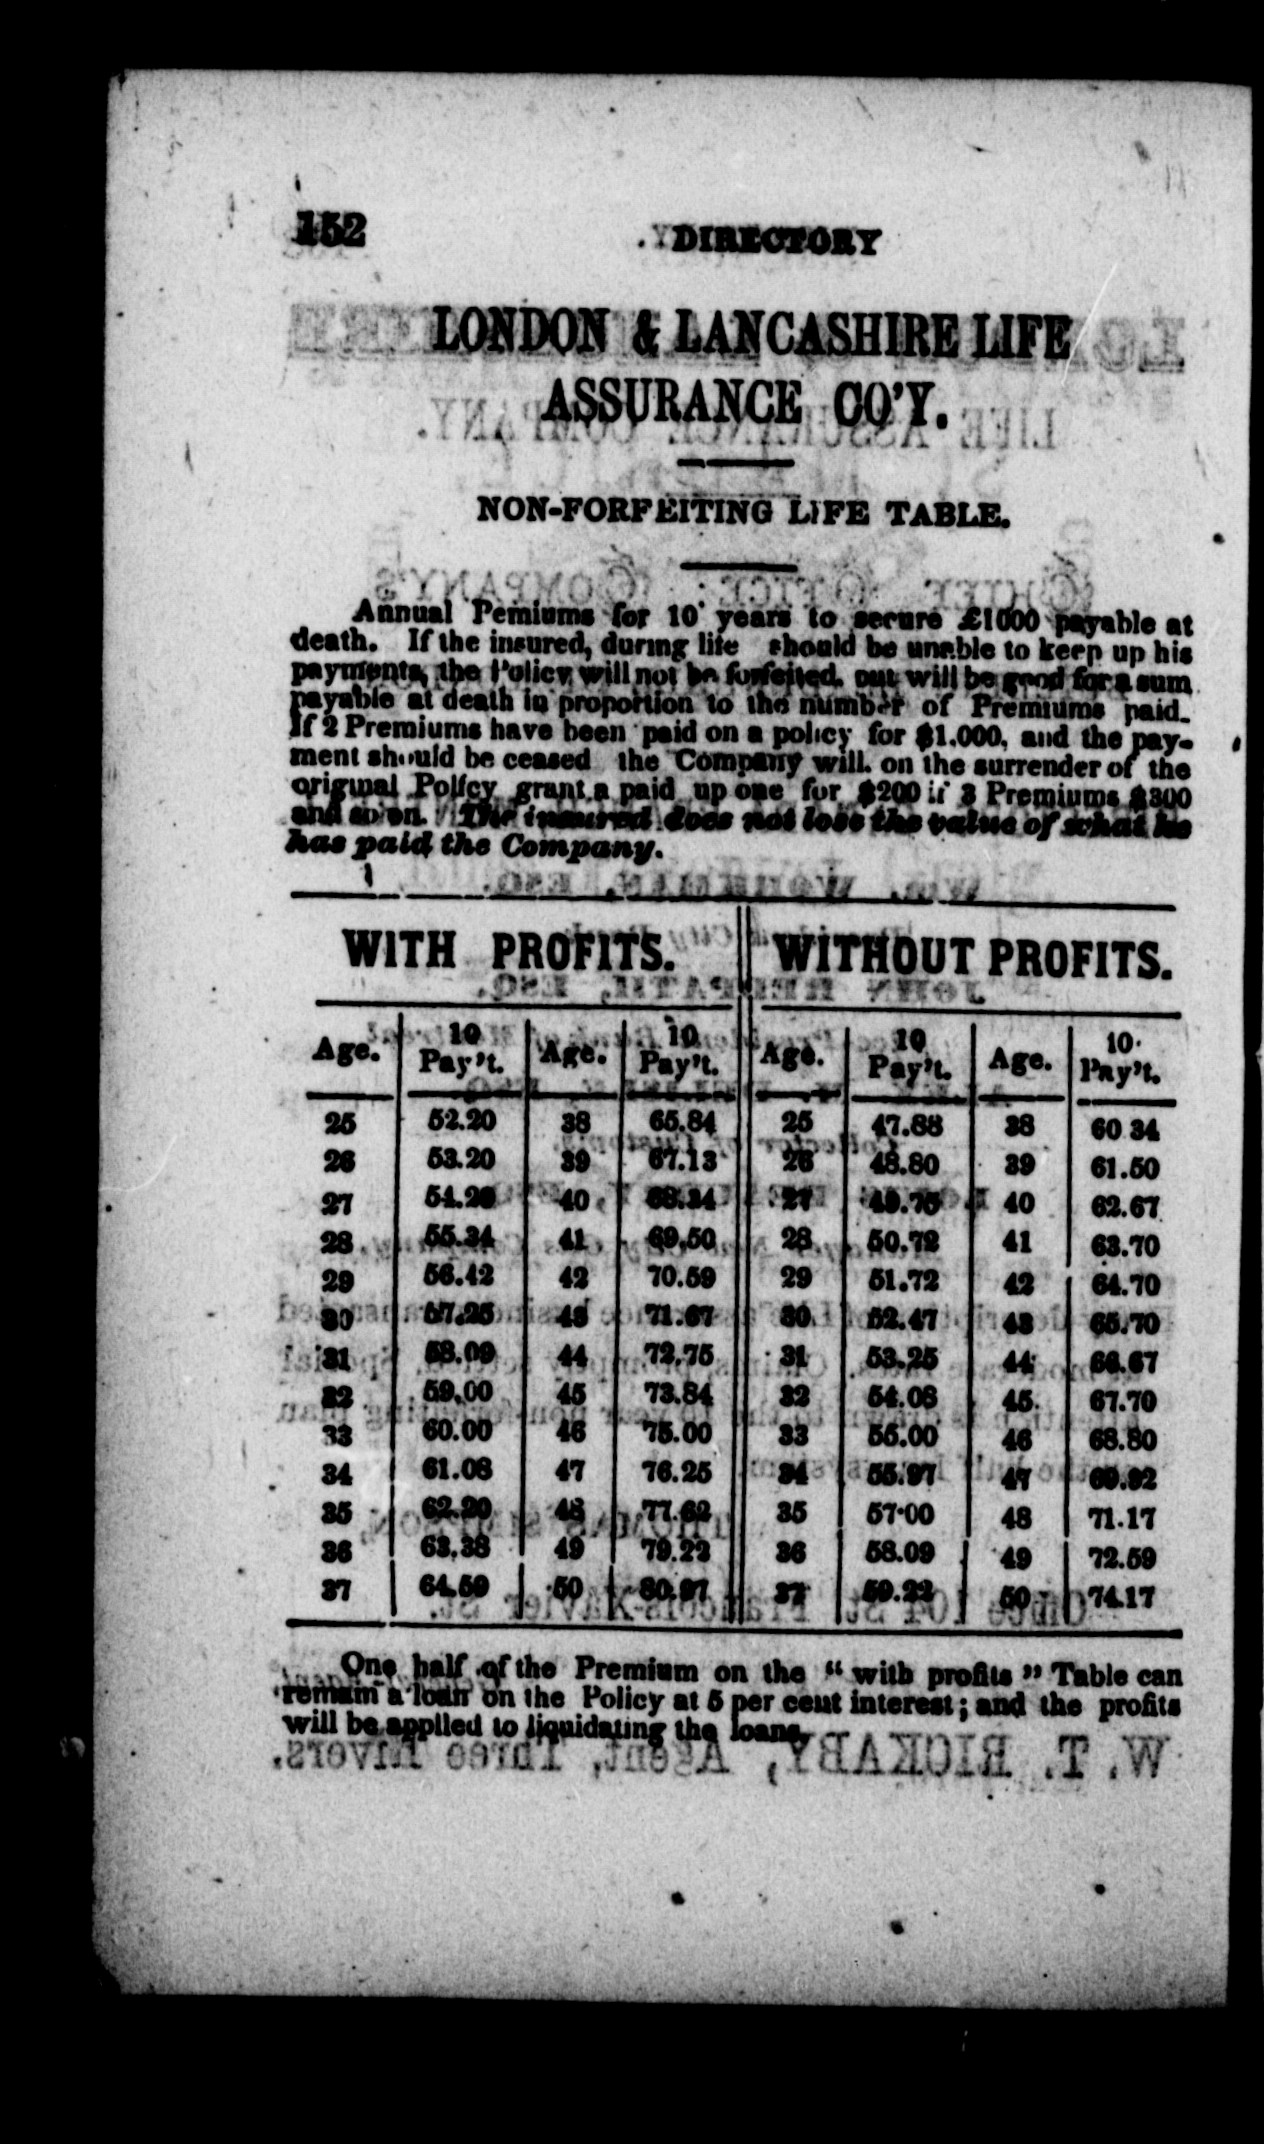 152
DIRECTORY
LONDON & LANCASHIRE LIFE
ASSURANCE CO'Y.
NON-FORFEITING LIFE TABLE.
Annual Pemiums for 10 years to secure £1000 payable at
death. If the insured, during life should be unable to keep up his
payments, the Policy will not be forfeited, but will be good for a sum
payable at death in proportion to the number of Premiums paid.
If 2 Premiums have been paid on a policy for $1.000, and the pay-
ment should be ceased the Company will, on the surrender of the
original Policy grant a paid up one for $200 if 3 Premiums $300
and so on. The insured does not lose the value of what he
has paid the Company.
WITH PROFITS. WITHOUT PROFITS.
Age. 10 Pay't. Age. 10 Pay't. Age. 10 Pay't. Age. 10 Pay't.
25 52.20 38 65.84 25 47.88 38 60 34
26 53.20 39 67.13 26 48.80 39 61.50
27 54.29 40 68.34 27 49.75 40 62.67
28 55.34 41 69.50 28 50.72 41 63.70
29 56.42 42 70.59 29 51.72 42 64.70
30 57.25 43 71.67 30 52.47 43 65.70
31 58.09 44 72.75 31 53.25 44 66.67
32 59.00 45 73.84 32 54.08 45 67.70
33 60.00 46 75.00 33 55.00 46 68.80
34 61.08 47 76.25 34 55.97 47 69.92
35 62.20 48 77.62 35 57.00 48 71.17
36 63.38 49 79.22 36 58.09 49 72.59
37 64.59 50 80.97 37 59.22 50 74.17
One half of the Premium on the "with profits" Table can
remain a loan on the Policy at 5 per cent interest; and the profits
will be applied to liquidating the loans.